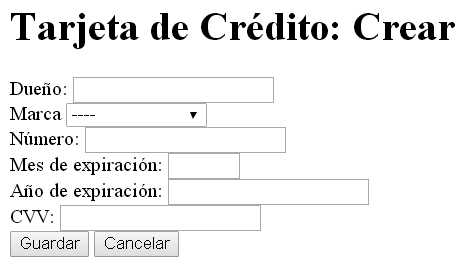 Tarjeta de Crédito: Crear
Dueño:
Marca ----
Número:
Mes de expiración:
Año de expiración:
CVV:
Guardar Cancelar